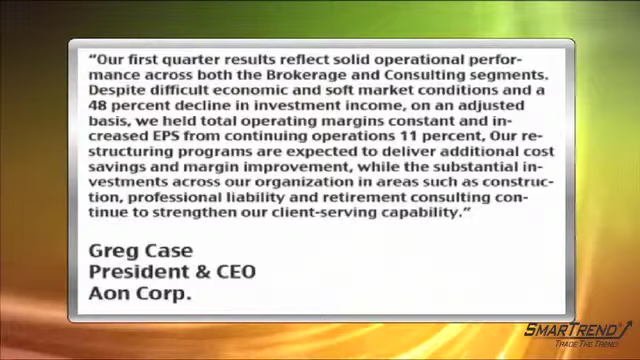 “Our first quarter results reflect solid operational perfor-
mance across both the Brokerage and Consulting segments.
Despite difficult economic and soft market conditions and a
48 percent decline in investment income, on an adjusted
basis, we held total operating margins constant and in-
creased EPS from continuing operations 11 percent, Our re-
structuring programs are expected to deliver additional cost
savings and margin improvement, while the substantial in-
vestments across our organization in areas such as construc-
tion, professional liability and retirement consulting con-
tinue to strengthen our client-serving capability.”
Greg Case
President & CEO
Aon Corp.
SMARTREND
TRADE THE TREND